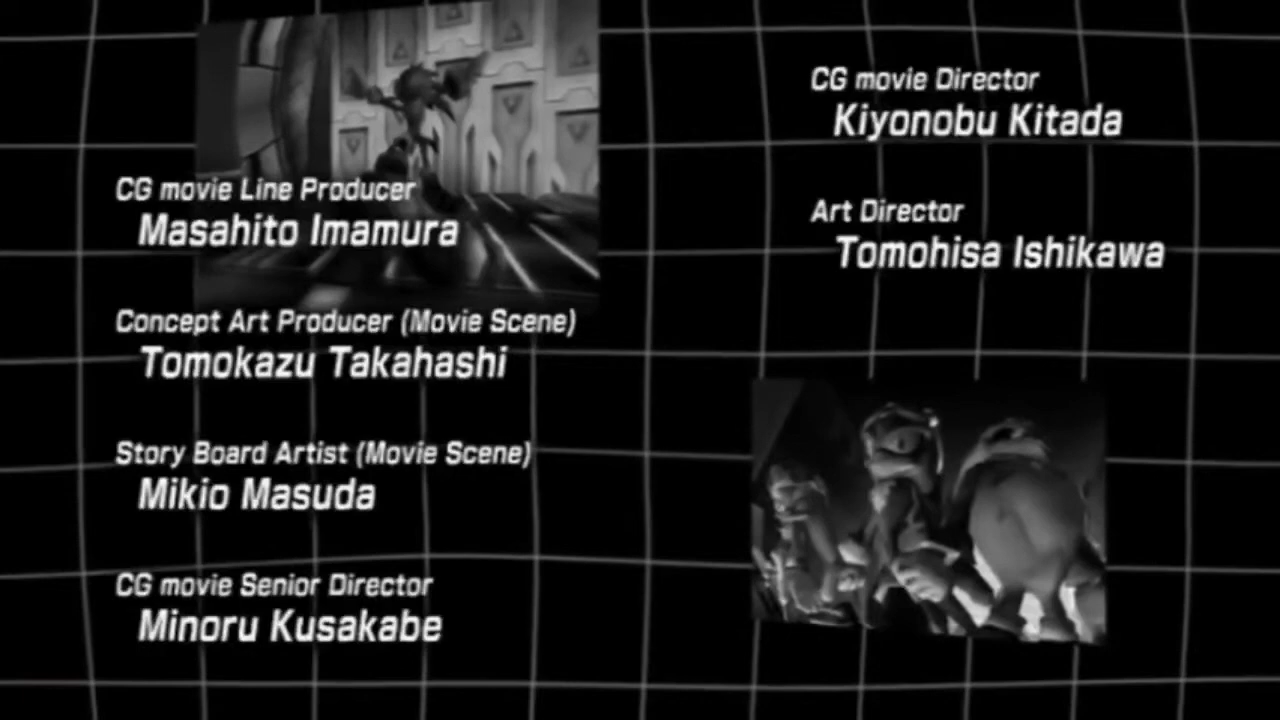 CG movie Line Producer
Masahito Imamura
Concept Art Producer (Movie Scene)
Tomokazu Takahashi
Story Board Artist (Movie Scene)
Mikio Masuda
CG movie Senior Director
Minoru Kusakabe
CG movie Director
Kiyonobu Kitada
Art Director
Tomohisa Ishikawa